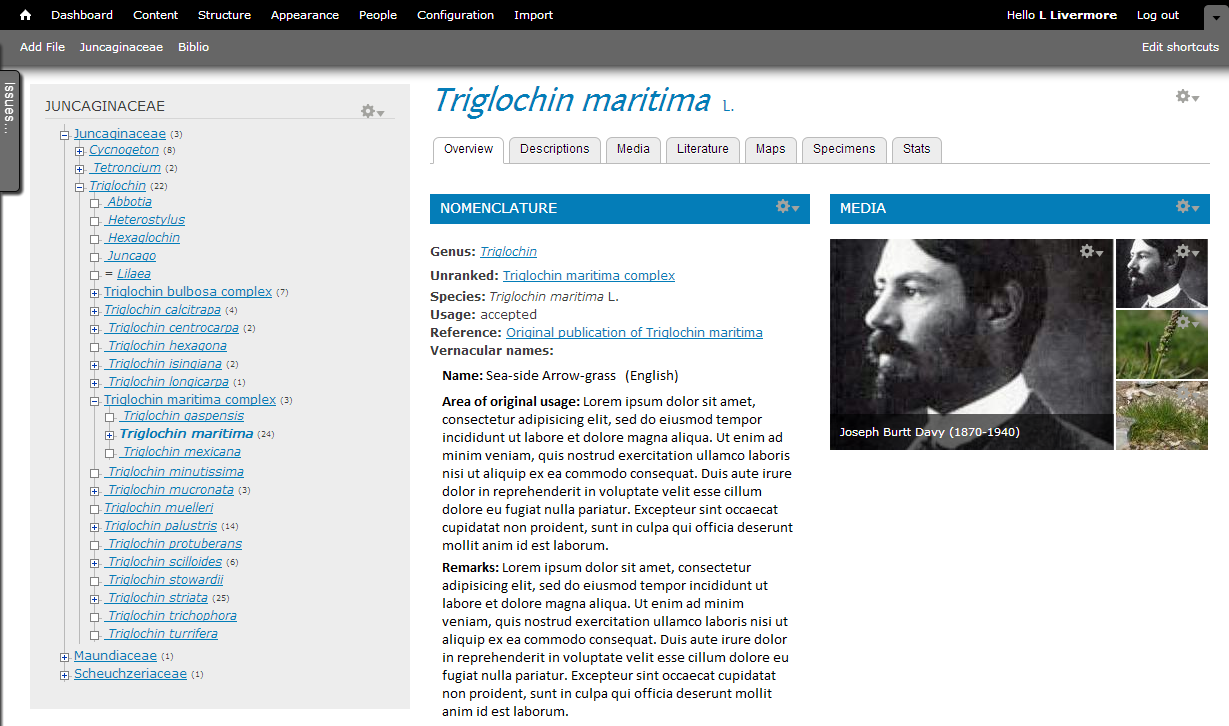 Dashboard Content Structure Appearance People Configuration Import Hello L Livermore Log out
Add File Juncaginaceae Biblio Edit shortcuts
Issues...
JUNCAGINACEAE
Juncaginaceae (3)
Cycnogeton (8)
Tetroncium (2)
Triglochin (22)
Abbotia
Heterostylus
Hexaglochin
Juncago
= Lilaea
Triglochin bulbosa complex (7)
Triglochin calcitrapa (4)
Triglochin centrocarpa (2)
Triglochin hexagona
Triglochin isingiana (2)
Triglochin longicarpa (1)
Triglochin maritima complex (3)
Triglochin gaspensis
Triglochin maritima (24)
Triglochin mexicana
Triglochin minutissima
Triglochin mucronata (3)
Triglochin muelleri
Triglochin palustris (14)
Triglochin protuberans
Triglochin scilloides (6)
Triglochin stowardii
Triglochin striata (25)
Triglochin trichophora
Triglochin turrifera
Maundiaceae (1)
Scheuchzeriaceae (1)
Triglochin maritima L.
Overview Descriptions Media Literature Maps Specimens Stats
NOMENCLATURE
Genus: Triglochin
Unranked: Triglochin maritima complex
Species: Triglochin maritima L.
Usage: accepted
Reference: Original publication of Triglochin maritima
Vernacular names:
Name: Sea-side Arrow-grass (English)
Area of original usage: Lorem ipsum dolor sit amet,
consectetur adipisicing elit, sed do eiusmod tempor
incididunt ut labore et dolore magna aliqua. Ut enim ad
minim veniam, quis nostrud exercitation ullamco laboris
nisi ut aliquip ex ea commodo consequat. Duis aute irure
dolor in reprehenderit in voluptate velit esse cillum
dolore eu fugiat nulla pariatur. Excepteur sint occaecat
cupidatat non proident, sunt in culpa qui officia deserunt
mollit anim id est laborum.
Remarks: Lorem ipsum dolor sit amet, consectetur
adipisicing elit, sed do eiusmod tempor incididunt ut
labore et dolore magna aliqua. Ut enim ad minim
veniam, quis nostrud exercitation ullamco laboris nisi ut
aliquip ex ea commodo consequat. Duis aute irure dolor
in reprehenderit in voluptate velit esse cillum dolore eu
fugiat nulla pariatur. Excepteur sint occaecat cupidatat
non proident, sunt in culpa qui officia deserunt mollit
anim id est laborum.
MEDIA
Joseph Burtt Davy (1870-1940)